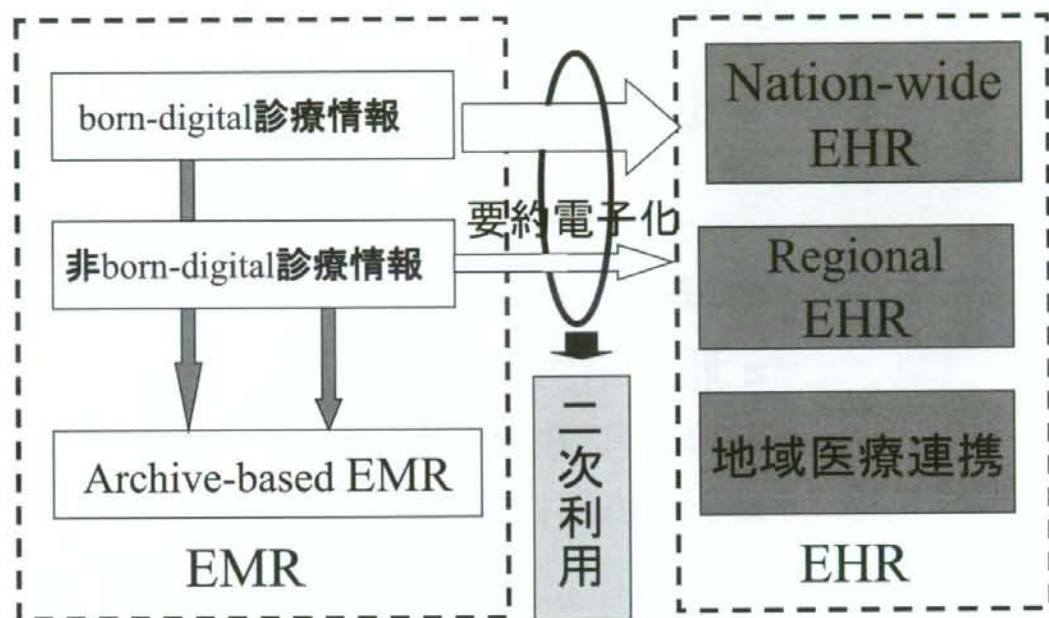 born-digital診療情報
非born-digital診療情報
Archive-based EMR
EMR
要約電子化
二次利用
Nation-wide
EHR
Regional
EHR
地域医療連携
EHR